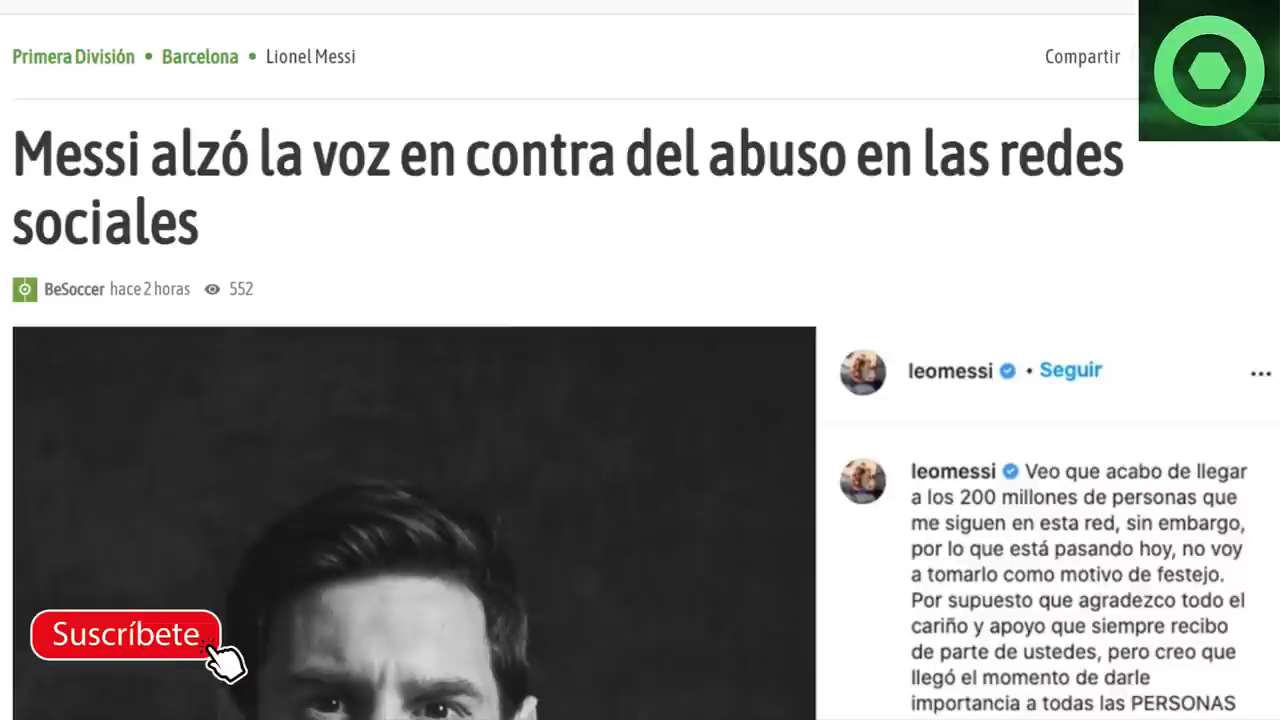 Primera División • Barcelona • Lionel Messi
Compartir
Messi alzó la voz en contra del abuso en las redes
sociales
BeSoccer hace 2 horas 552
leomessi • Seguir
...
leomessi Veo que acabo de llegar
a los 200 millones de personas que
me siguen en esta red, sin embargo,
por lo que está pasando hoy, no voy
a tomarlo como motivo de festejo.
Por supuesto que agradezco todo el
cariño y apoyo que siempre recibo
de parte de ustedes, pero creo que
llegó el momento de darle
importancia a todas las PERSONAS
Suscríbete